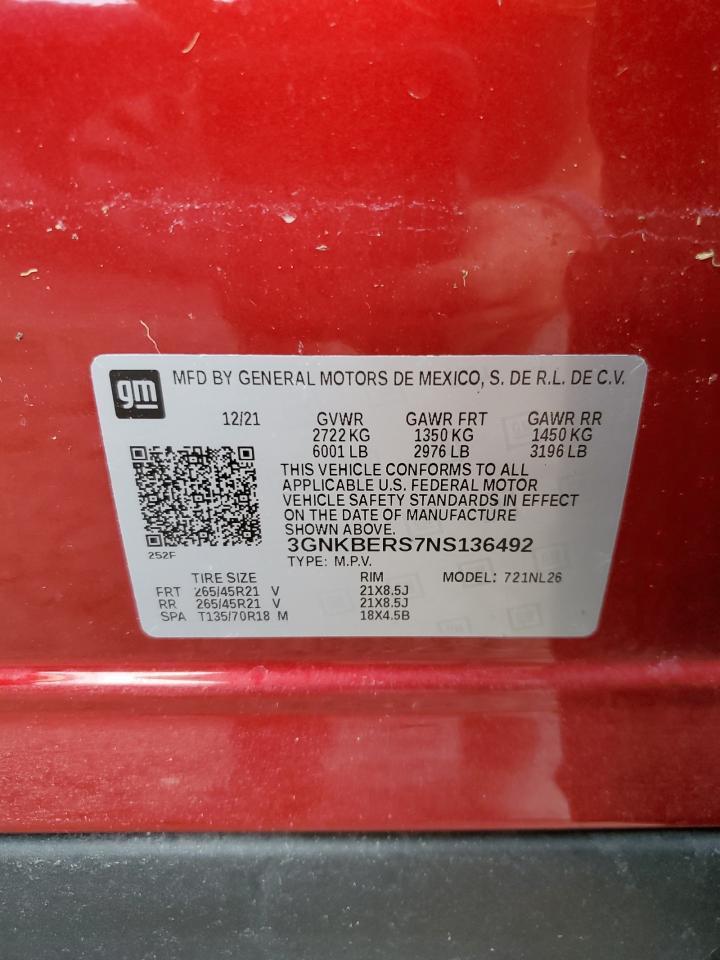 gm MFD BY GENERAL MOTORS DE MEXICO, S. DE R.L. DE C.V.
12/21 GVWR GAWR FRT GAWR RR
2722 KG 1350 KG 1450 KG
6001 LB 2976 LB 3196 LB
THIS VEHICLE CONFORMS TO ALL
APPLICABLE U.S. FEDERAL MOTOR
VEHICLE SAFETY STANDARDS IN EFFECT
ON THE DATE OF MANUFACTURE
SHOWN ABOVE.
252F 3GNKBERS7NS136492
TYPE: M.P.V.
TIRE SIZE RIM MODEL: 721NL26
FRT 265/45R21 V 21X8.5J
RR 265/45R21 V 21X8.5J
SPA T135/70R18 M 18X4.5B